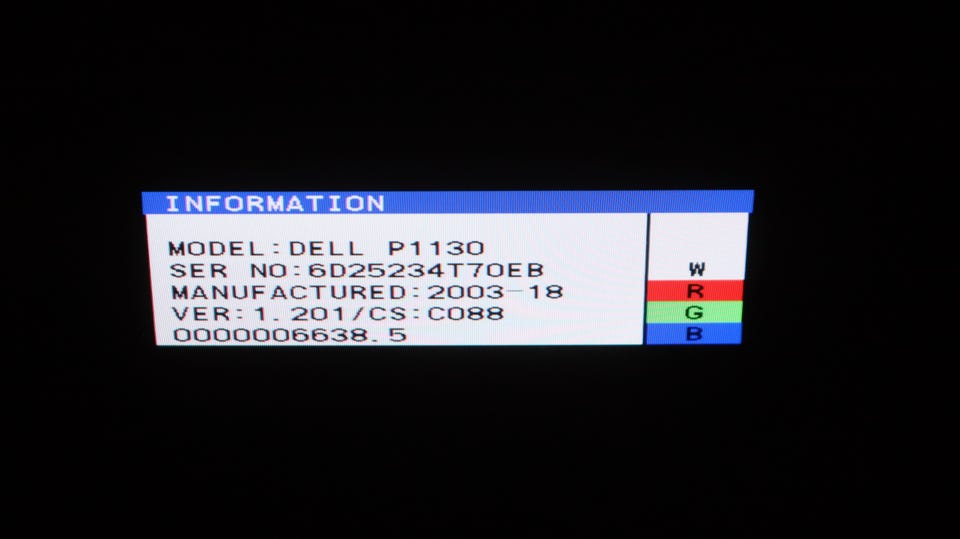 INFORMATION
MODEL:DELL P1130
SER NO:6D25234T70EB
MANUFACTURED:2003-18
VER:1.201/CS:C088
0000006638.5
W
R
G
B